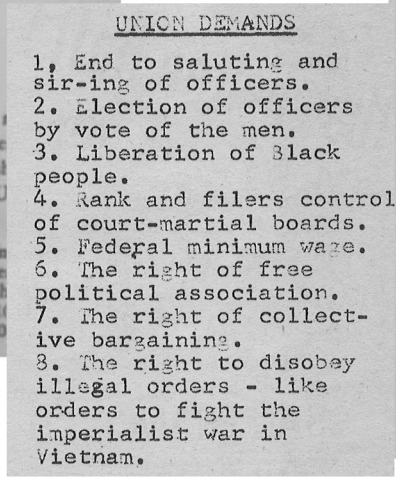 UNION DEMANDS
1, End to saluting and
sir-ing of officers.
2. Election of officers
by vote of the men.
3. Liberation of Black
people.
4. Rank and filers control
of court-martial boards.
5. Federal minimum wage.
6. The right of free
political association.
7. The right of collect-
ive bargaining.
8. The right to disobey
illegal orders - like
orders to fight the
imperialist war in
Vietnam.